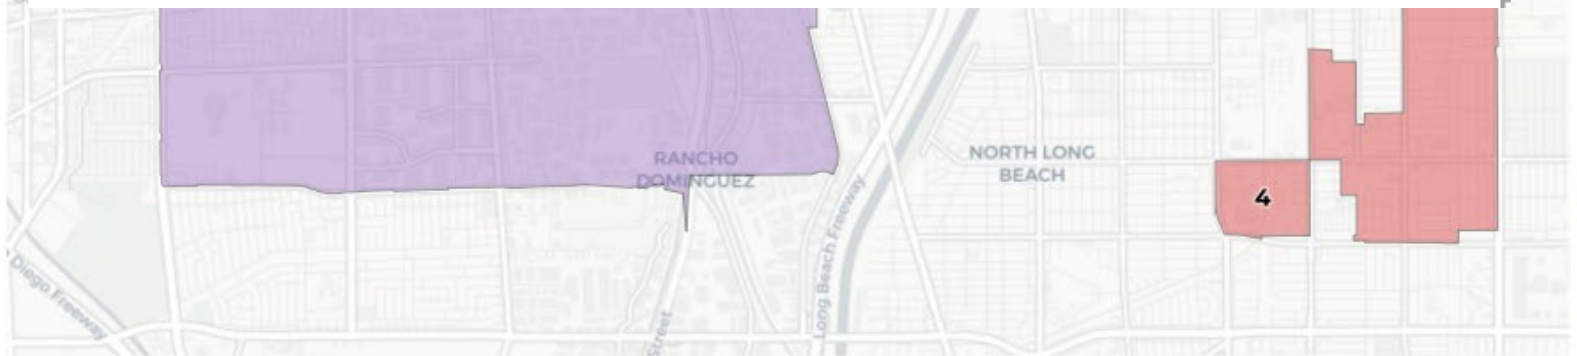 RANCHO
DOMINGUEZ
NORTH LONG
BEACH
4
Long Beach Freeway
Diego Freeway
Street